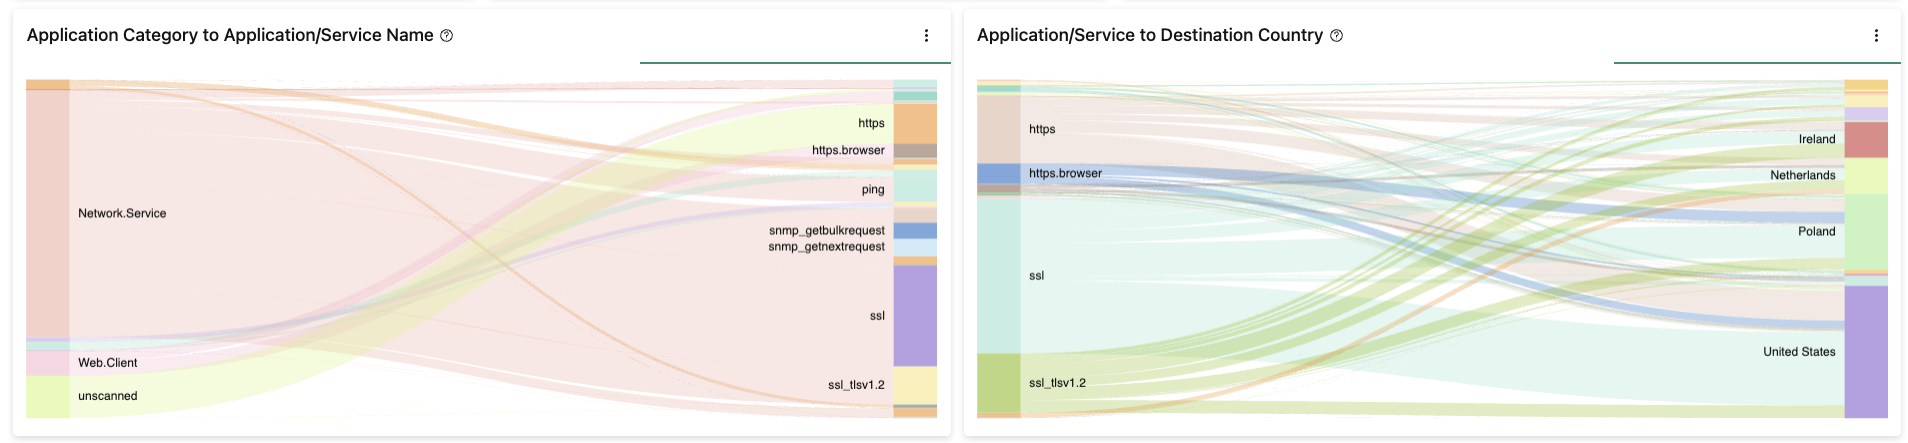 Application Category to Application/Service Name
Network.Service
Web.Client
unscanned
https
https.browser
ping
snmp_getbulkrequest
snmp_getnextrequest
ssl
ssl_tlsv1.2
Application/Service to Destination Country
https
https.browser
ssl
ssl_tlsv1.2
Ireland
Netherlands
Poland
United States